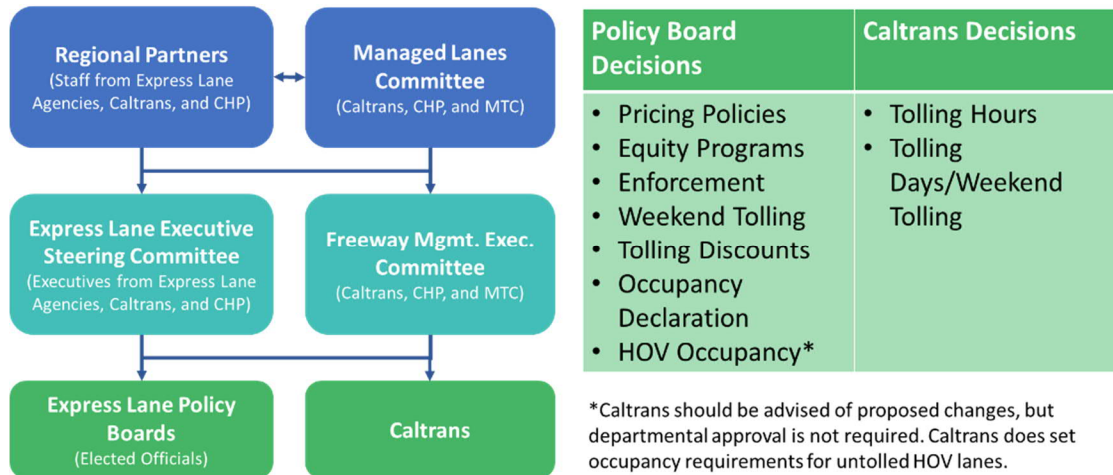 Regional Partners
(Staff from Express Lane
Agencies, Caltrans, and CHP)
Managed Lanes
Committee
(Caltrans, CHP, and MTC)
Express Lane Executive
Steering Committee
(Executives from Express Lane
Agencies, Caltrans, and CHP)
Freeway Mgmt. Exec.
Committee
(Caltrans, CHP, and MTC)
Express Lane Policy
Boards
(Elected Officials)
Caltrans
Policy Board
Decisions
• Pricing Policies
• Equity Programs
• Enforcement
• Weekend Tolling
• Tolling Discounts
• Occupancy
Declaration
• HOV Occupancy*
Caltrans Decisions
• Tolling Hours
• Tolling
Days/Weekend
Tolling
*Caltrans should be advised of proposed changes, but
departmental approval is not required. Caltrans does set
occupancy requirements for untolled HOV lanes.